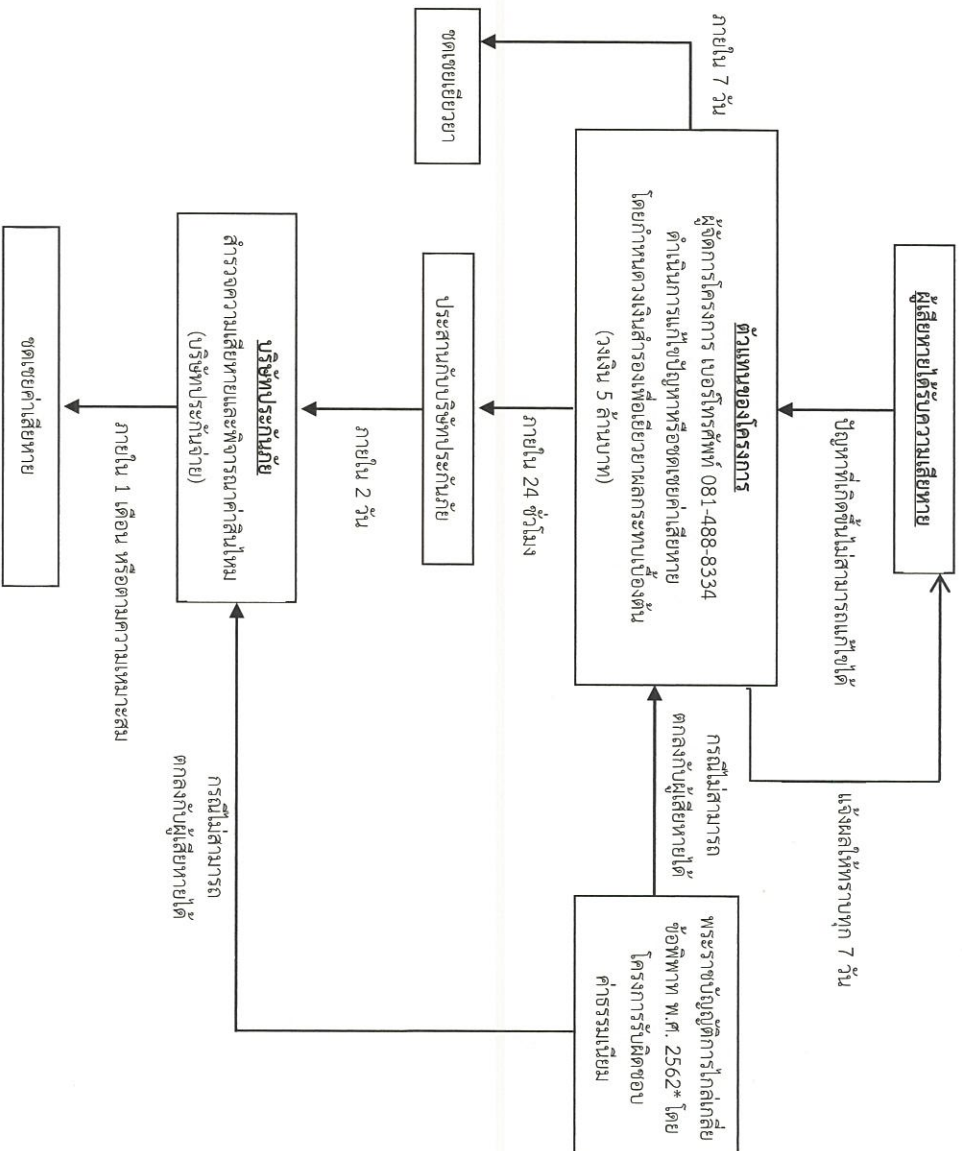 ผู้เสียหายได้รับความเสียหาย
ปัญหาที่เกิดขึ้นไม่สามารถแก้ไขได้
แจ้งผลให้ทราบทุก 7 วัน
ตัวแทนของโครงการ
ผู้จัดการโครงการ เบอร์โทรศัพท์ 081-488-8334
ดำเนินการแก้ไขปัญหาหรือชดเชยค่าเสียหาย
โดยกำหนดวงเงินสำรองเพื่อเยียวยาผลกระทบเบื้องต้น
(วงเงิน 5 ล้านบาท)
กรณีไม่สามารถ
ตกลงกับผู้เสียหายได้
พระราชบัญญัติการไกล่เกลี่ย
ข้อพิพาท พ.ศ. 2562* โดย
โครงการรับผิดชอบ
ค่าธรรมเนียม
ภายใน 7 วัน
ชดเชยเยียวยา
ภายใน 24 ชั่วโมง
ประสานกับบริษัทประกันภัย
ภายใน 2 วัน
บริษัทประกันภัย
สำรวจความเสียหายและพิจารณาค่าสินไหม
(บริษัทประกันจ่าย)
กรณีไม่สามารถ
ตกลงกับผู้เสียหายได้
ภายใน 1 เดือน หรือตามความเหมาะสม
ชดเชยค่าเสียหาย